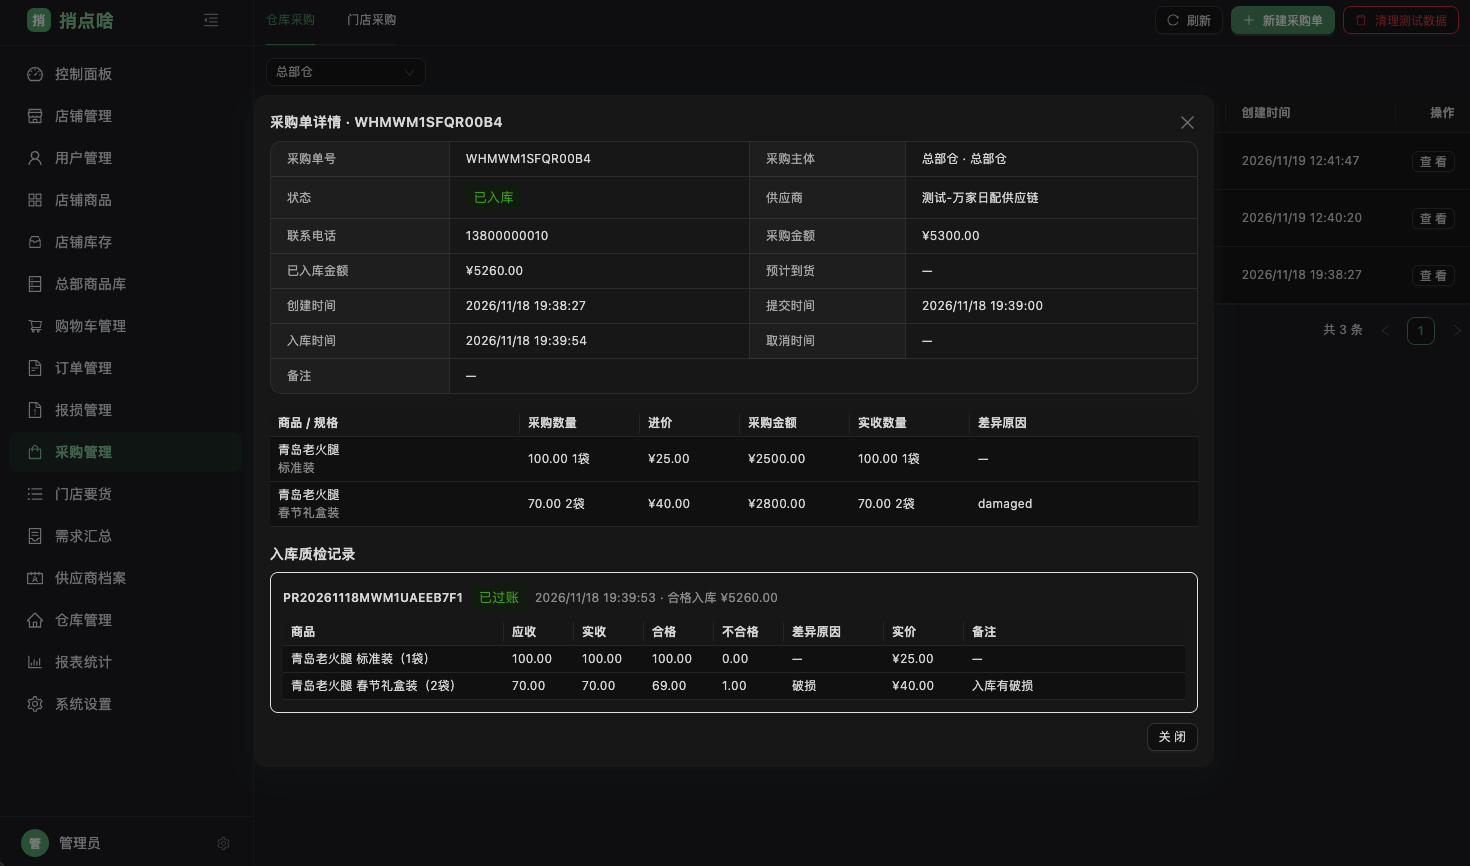 捎 捎点啥
仓库采购 门店采购
刷新 新建采购单 清理测试数据
总部仓
控制面板
店铺管理
用户管理
店铺商品
店铺库存
总部商品库
购物车管理
订单管理
报损管理
采购管理
门店要货
需求汇总
供应商档案
仓库管理
报表统计
系统设置
管 管理员
采购单详情 · WHMWM1SFQR00B4
采购单号 WHMWM1SFQR00B4 采购主体 总部仓 · 总部仓
状态 已入库 供应商 测试-万家日配供应链
联系电话 13800000010 采购金额 ¥5300.00
已入库金额 ¥5260.00 预计到货 —
创建时间 2026/11/18 19:38:27 提交时间 2026/11/18 19:39:00
入库时间 2026/11/18 19:39:54 取消时间 —
备注 —
商品 / 规格 采购数量 进价 采购金额 实收数量 差异原因
青岛老火腿
标准装 100.00 1袋 ¥25.00 ¥2500.00 100.00 1袋 —
青岛老火腿
春节礼盒装 70.00 2袋 ¥40.00 ¥2800.00 70.00 2袋 damaged
入库质检记录
PR20261118MWM1UAEEB7F1 已过账 2026/11/18 19:39:53 · 合格入库 ¥5260.00
商品 应收 实收 合格 不合格 差异原因 实价 备注
青岛老火腿 标准装（1袋） 100.00 100.00 100.00 0.00 — ¥25.00 —
青岛老火腿 春节礼盒装（2袋） 70.00 70.00 69.00 1.00 破损 ¥40.00 入库有破损
关 闭
创建时间 操作
2026/11/19 12:41:47 查 看
2026/11/19 12:40:20 查 看
2026/11/18 19:38:27 查 看
共 3 条 1